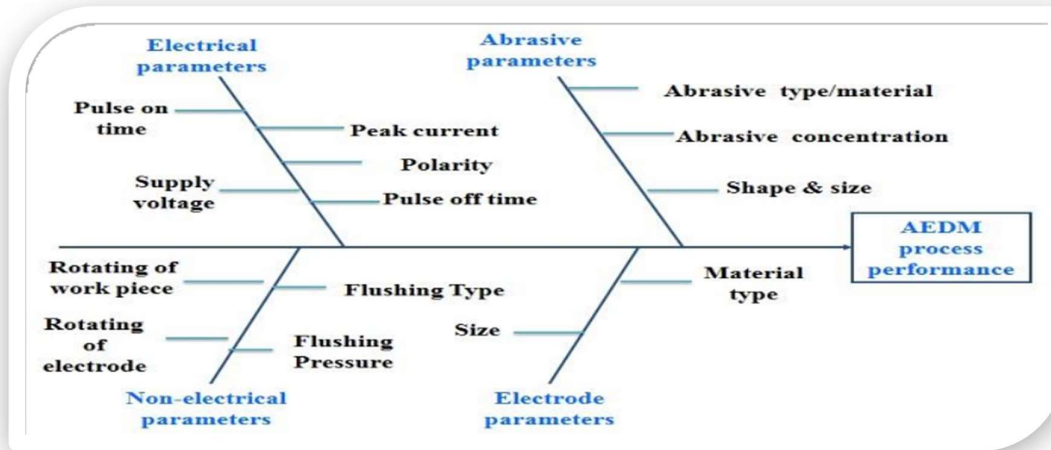 Electrical
parameters
Pulse on
time
Peak current
Polarity
Supply
voltage
Pulse off time
Abrasive
parameters
Abrasive type/material
Abrasive concentration
Shape & size
AEDM
process
performance
Rotating of
work piece
Flushing Type
Rotating
of
electrode
Flushing
Pressure
Non-electrical
parameters
Material
type
Size
Electrode
parameters